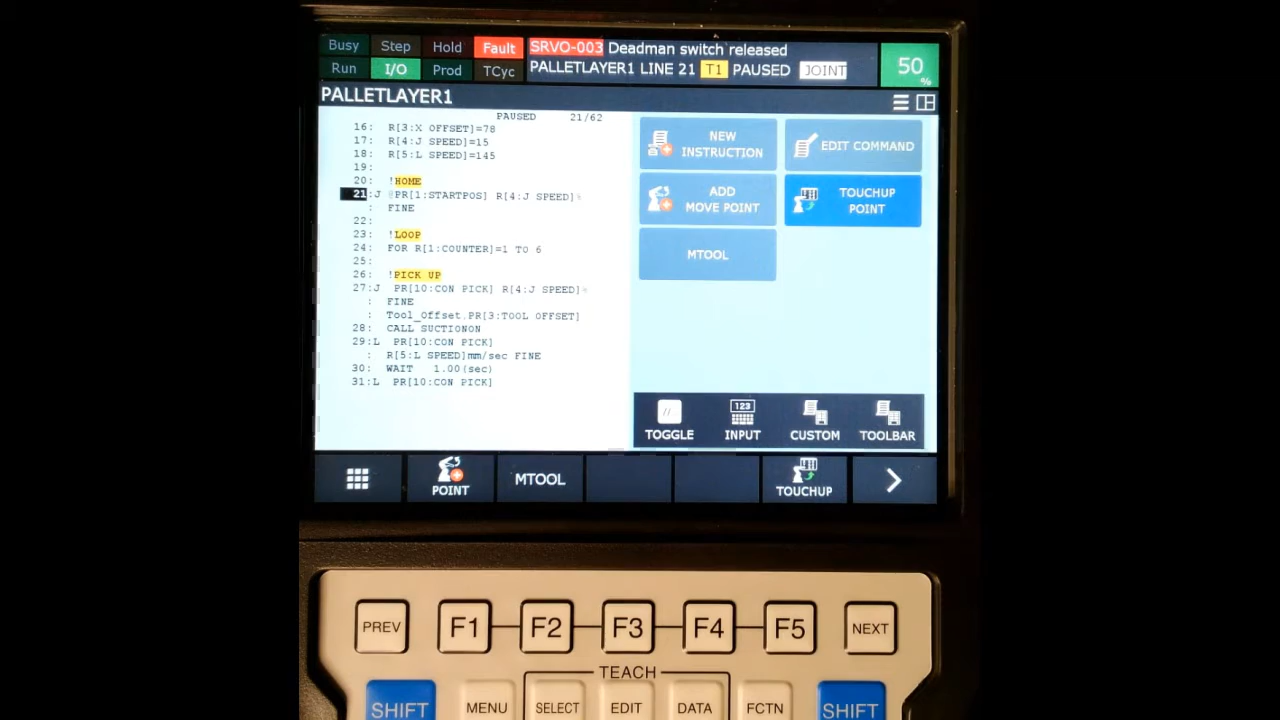 Busy Step Hold Fault SRVO-003 Deadman switch released
Run I/O Prod TCyc PALLETLAYER1 LINE 21 T1 PAUSED JOINT 50 %
PALLETLAYER1
PAUSED 21/62
16: R[3:X OFFSET]=78
17: R[4:J SPEED]=15
18: R[5:L SPEED]=145
19:
20: !HOME
21:J @PR[1:STARTPOS] R[4:J SPEED]%
: FINE
22:
23: !LOOP
24: FOR R[1:COUNTER]=1 TO 6
25:
26: !PICK UP
27:J PR[10:CON PICK] R[4:J SPEED]%
: FINE
: Tool_Offset,PR[3:TOOL OFFSET]
28: CALL SUCTIONON
29:L PR[10:CON PICK]
: R[5:L SPEED]mm/sec FINE
30: WAIT 1.00(sec)
31:L PR[10:CON PICK]
NEW INSTRUCTION
EDIT COMMAND
ADD MOVE POINT
TOUCHUP POINT
MTOOL
123
TOGGLE INPUT CUSTOM TOOLBAR
POINT MTOOL TOUCHUP
PREV F1 F2 F3 F4 F5 NEXT
TEACH
SHIFT MENU SELECT EDIT DATA FCTN SHIFT